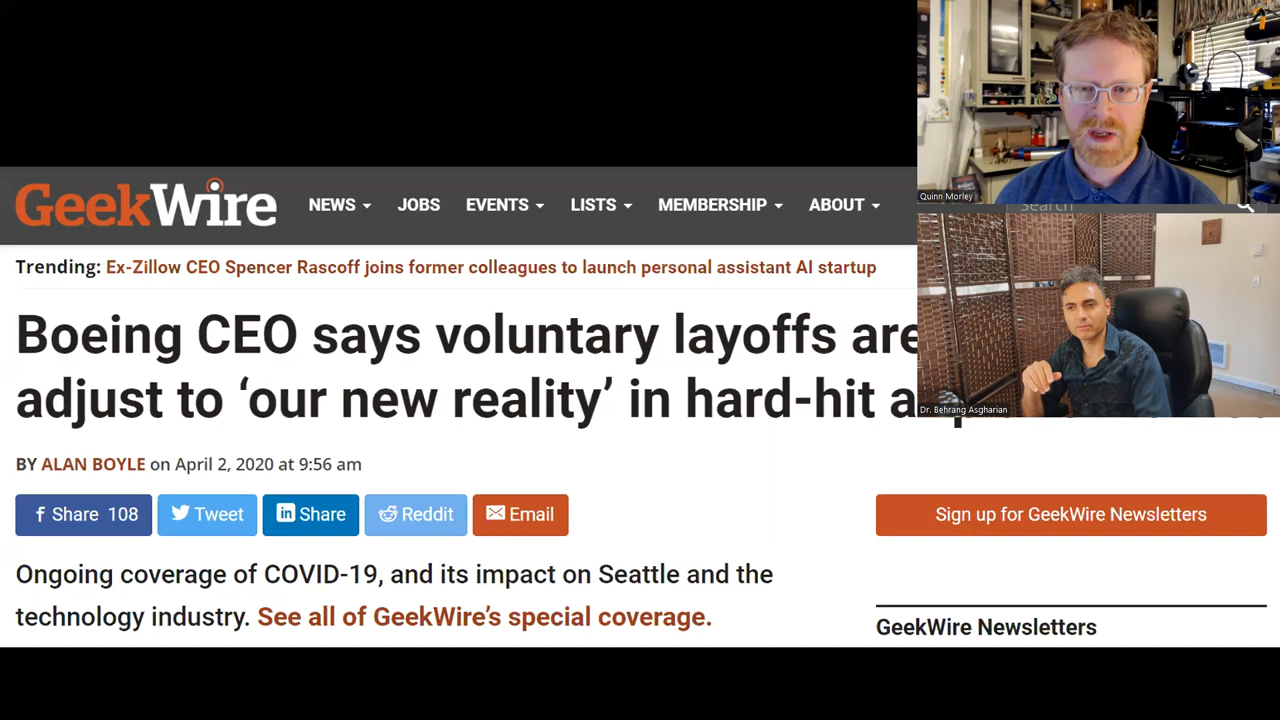 GeekWire
NEWS JOBS EVENTS LISTS MEMBERSHIP ABOUT
Search
Trending: Ex-Zillow CEO Spencer Rascoff joins former colleagues to launch personal assistant AI startup
Boeing CEO says voluntary layoffs are
adjust to ‘our new reality’ in hard-hit
BY ALAN BOYLE on April 2, 2020 at 9:56 am
Share 108 Tweet Share Reddit Email
Sign up for GeekWire Newsletters
Ongoing coverage of COVID-19, and its impact on Seattle and the
technology industry. See all of GeekWire’s special coverage.
GeekWire Newsletters
Quinn Morley
Dr. Behrang Asgharian